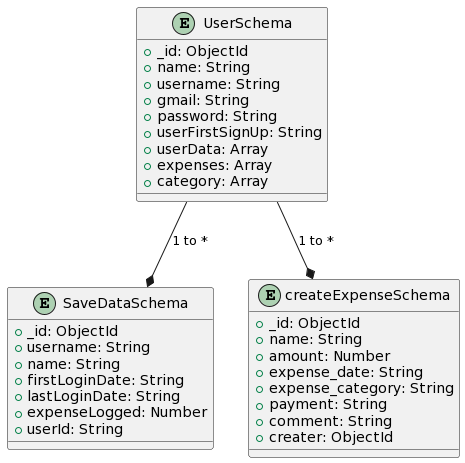 E UserSchema
_id: ObjectId
name: String
username: String
gmail: String
password: String
userFirstSignUp: String
userData: Array
expenses: Array
category: Array
1 to *
1 to *
E SaveDataSchema
_id: ObjectId
username: String
name: String
firstLoginDate: String
lastLoginDate: String
expenseLogged: Number
userId: String
E createExpenseSchema
_id: ObjectId
name: String
amount: Number
expense_date: String
expense_category: String
payment: String
comment: String
creater: ObjectId